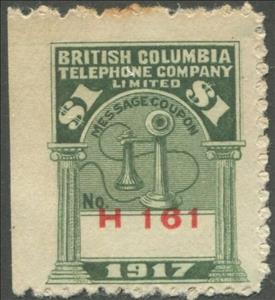 BRITISH COLUMBIA
TELEPHONE COMPANY
LIMITED
$1 $1
MESSAGE COUPON
No.
H 161
1917